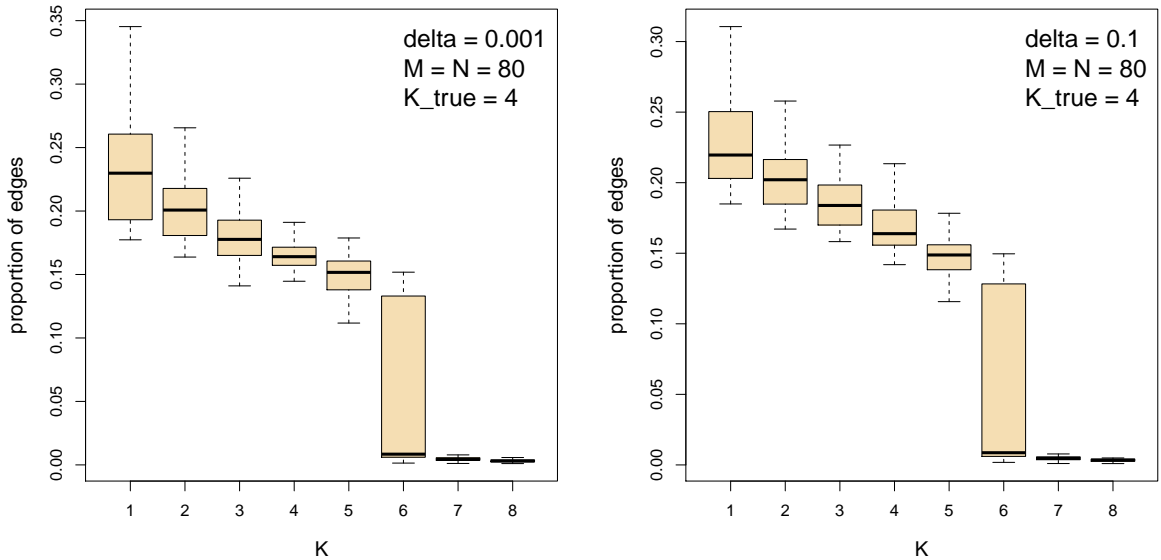 delta = 0.001
M = N = 80
K_true = 4
proportion of edges
0.35
0.30
0.25
0.20
0.15
0.10
0.05
0.00
1 2 3 4 5 6 7 8
K
delta = 0.1
M = N = 80
K_true = 4
proportion of edges
0.30
0.25
0.20
0.15
0.10
0.05
0.00
1 2 3 4 5 6 7 8
K